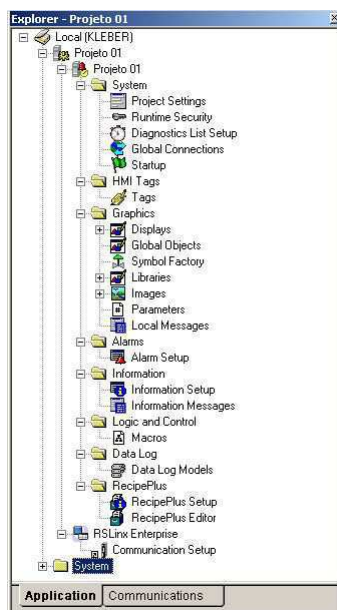 Explorer - Projeto 01
Local (KLEBER)
Projeto 01
Projeto 01
System
Project Settings
Runtime Security
Diagnostics List Setup
Global Connections
Startup
HMI Tags
Tags
Graphics
Displays
Global Objects
Symbol Factory
Libraries
Images
Parameters
Local Messages
Alarms
Alarm Setup
Information
Information Setup
Information Messages
Logic and Control
Macros
Data Log
Data Log Models
RecipePlus
RecipePlus Setup
RecipePlus Editor
RSLinx Enterprise
Communication Setup
System
Application Communications